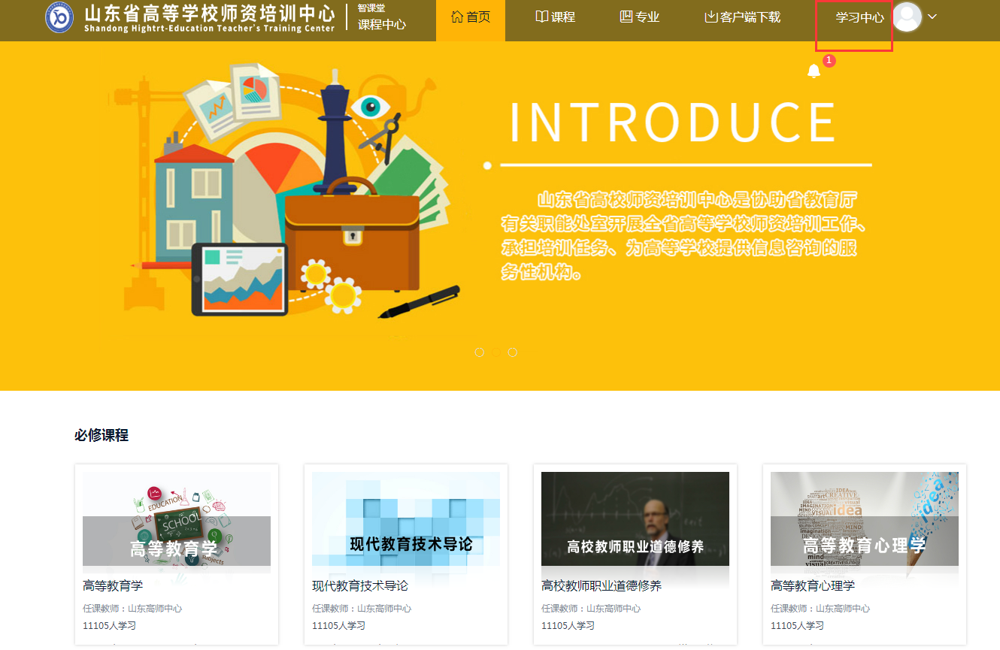 山东省高等学校师资培训中心
Shandong Hightrt-Education Teacher's Training Center
智课堂
课程中心
首页
课程
专业
客户端下载
学习中心
1
INTRODUCE
山东省高校师资培训中心是协助省教育厅
有关职能处室开展全省高等学校师资培训工作、
承担培训任务、为高等学校提供信息咨询的服
务性机构。
必修课程
EDUCATION
SCHOOL
subjects
高等教育学
现代教育技术导论
高校教师职业道德修养
IDEA
CREATIVE
IMAGINATION
MIND
visual
idea
idea
高等教育心理学
高等教育学
任课教师：山东高师中心
11105人学习
现代教育技术导论
任课教师：山东高师中心
11105人学习
高校教师职业道德修养
任课教师：山东高师中心
11105人学习
高等教育心理学
任课教师：山东高师中心
11105人学习